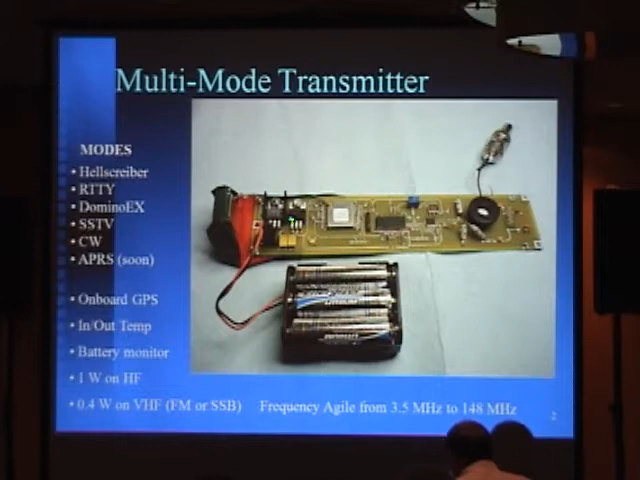 Multi-Mode Transmitter
MODES
• Hellscreiber
• RTTY
• DominoEX
• SSTV
• CW
• APRS (soon)
• Onboard GPS
• In/Out Temp
• Battery monitor
• 1 W on HF
• 0.4 W on VHF (FM or SSB) Frequency Agile from 3.5 MHz to 148 MHz
2